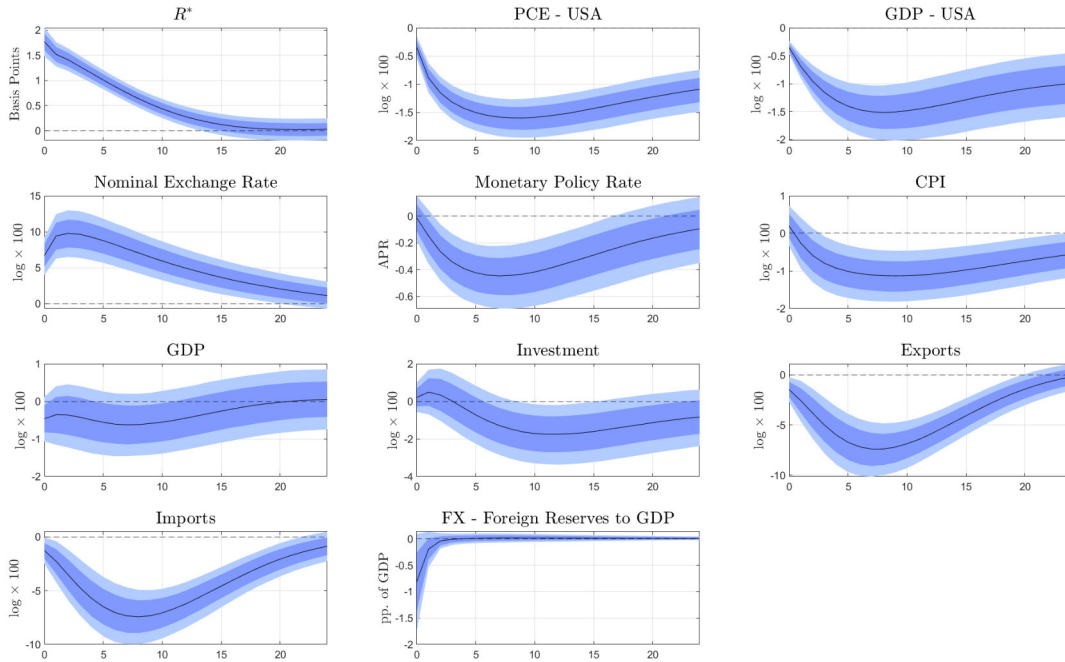 R*
PCE - USA
GDP - USA
Basis Points
2
1.5
1
0.5
0
0 5 10 15 20
log × 100
-0
-0.5
-1
-1.5
-2
0 5 10 15 20
log × 100
-0
-0.5
-1
-1.5
-2
0 5 10 15 20
Nominal Exchange Rate
Monetary Policy Rate
CPI
log × 100
15
10
5
0
0 5 10 15 20
APR
0
-0.2
-0.4
-0.6
0 5 10 15 20
log × 100
1
0
-1
-2
0 5 10 15 20
GDP
Investment
Exports
log × 100
1
0
-1
-2
0 5 10 15 20
log × 100
2
0
-2
-4
0 5 10 15 20
log × 100
0
-5
-10
0 5 10 15 20
Imports
FX - Foreign Reserves to GDP
log × 100
0
-5
-10
0 5 10 15 20
pp. of GDP
0
-0.5
-1
-1.5
-2
0 5 10 15 20